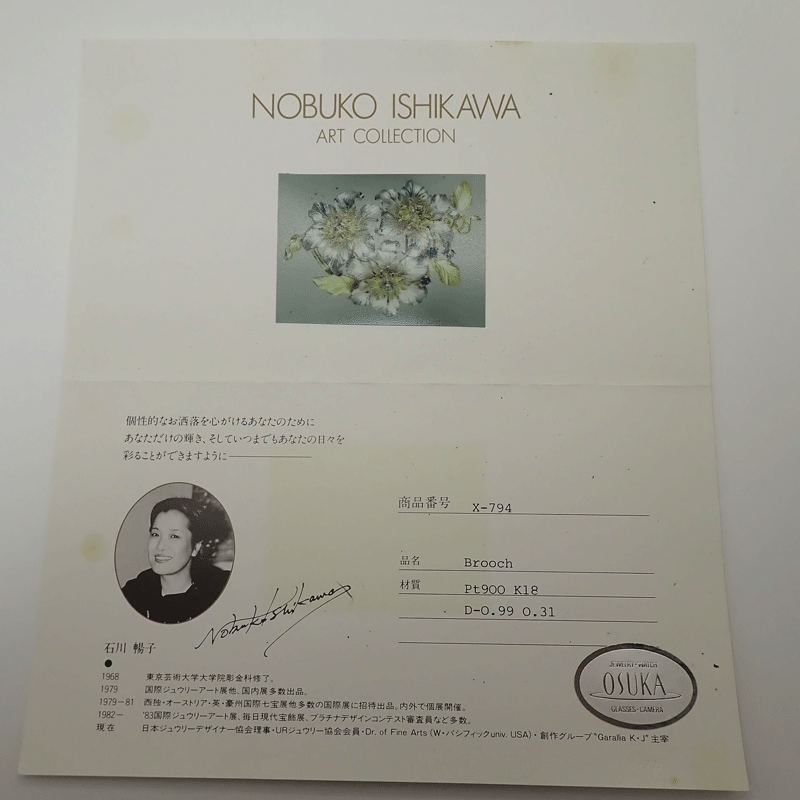 NOBUKO ISHIKAWA
ART COLLECTION
個性的なお洒落を心がけるあなたのために
あなただけの輝き、そしていつまでもあなたの日々を
彩ることができますように————
商品番号 X-794
品名 Brooch
材質 Pt900 K18
D-0.99 0.31
Nobuko Ishikawa
石川 暢子
●
1968 東京芸術大学大学院彫金科修了。
1979 国際ジュウリーアート展他、国内展多数出品。
1979-81 西独・オーストリア・英・豪州国際七宝展他多数の国際展に招待出品。内外で個展開催。
1982- '83国際ジュウリーアート展、毎日現代宝飾展、プラチナデザインコンテスト審査員など多数。
現在 日本ジュウリーデザイナー協会理事・URジュウリー協会会員・Dr. of Fine Arts (W・パシフィックuniv. USA)・創作グループ"Garallia K・J"主宰
JEWELRY・WATCH
OSUKA
GLASSES・CAMERA